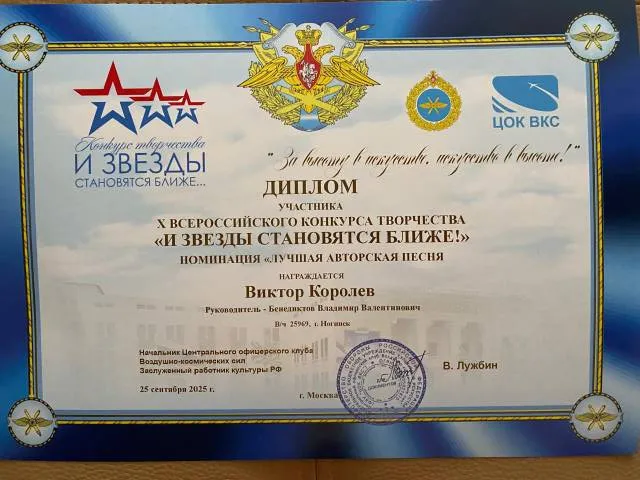 Конкурс творчества
И ЗВЕЗДЫ
СТАНОВЯТСЯ БЛИЖЕ...
ЦОК ВКС
"За высоту в искусстве, искусство в высоте!"
ДИПЛОМ
УЧАСТНИКА
X ВСЕРОССИЙСКОГО КОНКУРСА ТВОРЧЕСТВА
«И ЗВЕЗДЫ СТАНОВЯТСЯ БЛИЖЕ!»
НОМИНАЦИЯ «ЛУЧШАЯ АВТОРСКАЯ ПЕСНЯ
НАГРАЖДАЕТСЯ
Виктор Королев
Руководитель - Бенедиктов Владимир Валентинович
В/ч 25969, г. Ногинск
Начальник Центрального офицерского клуба
Воздушно-космических сил
Заслуженный работник культуры РФ
В. Лужбин
25 сентября 2025 г.
г. Москва